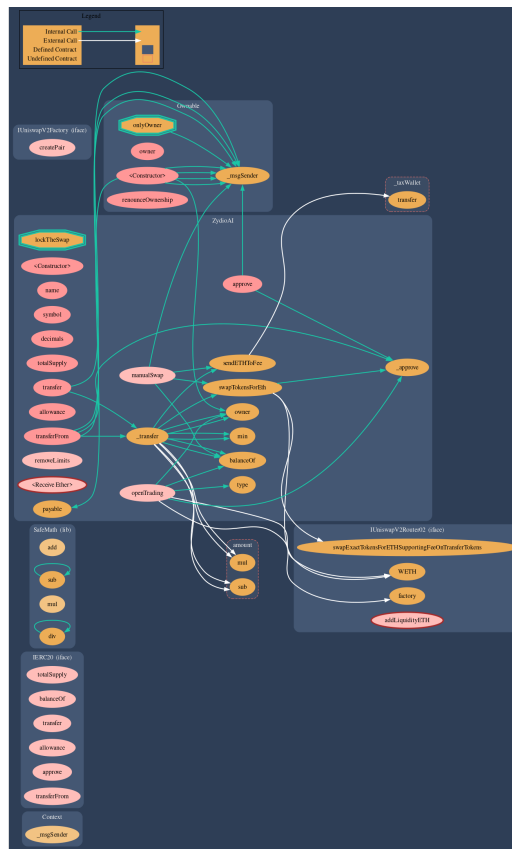 Legend
Internal Call
External Call
Defined Contract
Undefined Contract
Ownable
onlyOwner
owner
<Constructor>
_msgSender
renounceOwnership
IUniswapV2Factory (iface)
createPair
_taxWallet
transfer
ZydioAI
lockTheSwap
<Constructor>
name
symbol
decimals
totalSupply
transfer
allowance
transferFrom
removeLimits
<Receive Ether>
payable
approve
manualSwap
sendETHToFee
swapTokensForEth
_approve
owner
_transfer
min
balanceOf
openTrading
type
SafeMath (lib)
add
sub
mul
div
amount
mul
sub
IUniswapV2Router02 (iface)
swapExactTokensForETHSupportingFeeOnTransferTokens
WETH
factory
addLiquidityETH
IERC20 (iface)
totalSupply
balanceOf
transfer
allowance
approve
transferFrom
Context
_msgSender